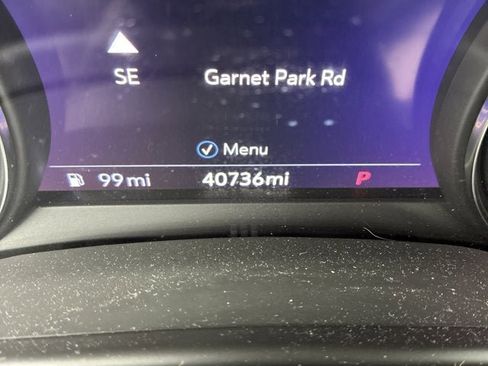 SE Garnet Park Rd
Menu
99 mi 40736mi P